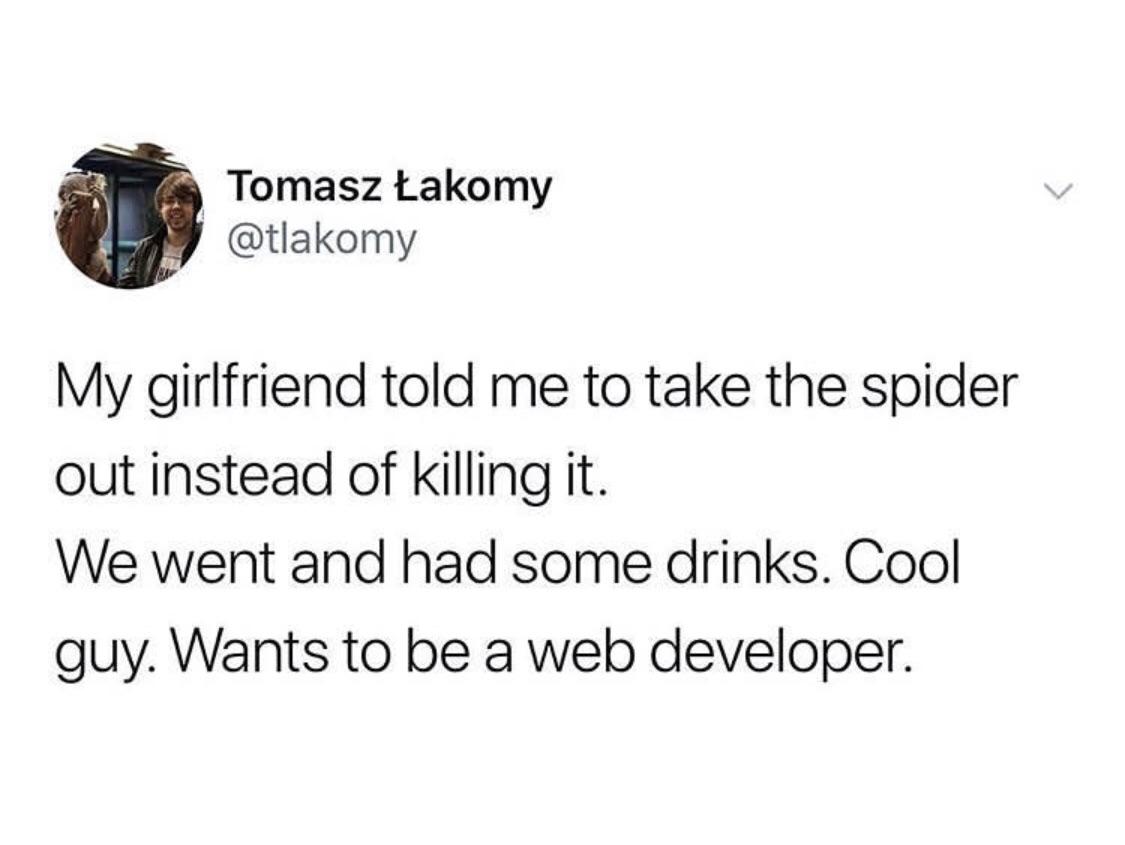 Tomasz Łakomy
@tlakomy
My girlfriend told me to take the spider
out instead of killing it.
We went and had some drinks. Cool
guy. Wants to be a web developer.